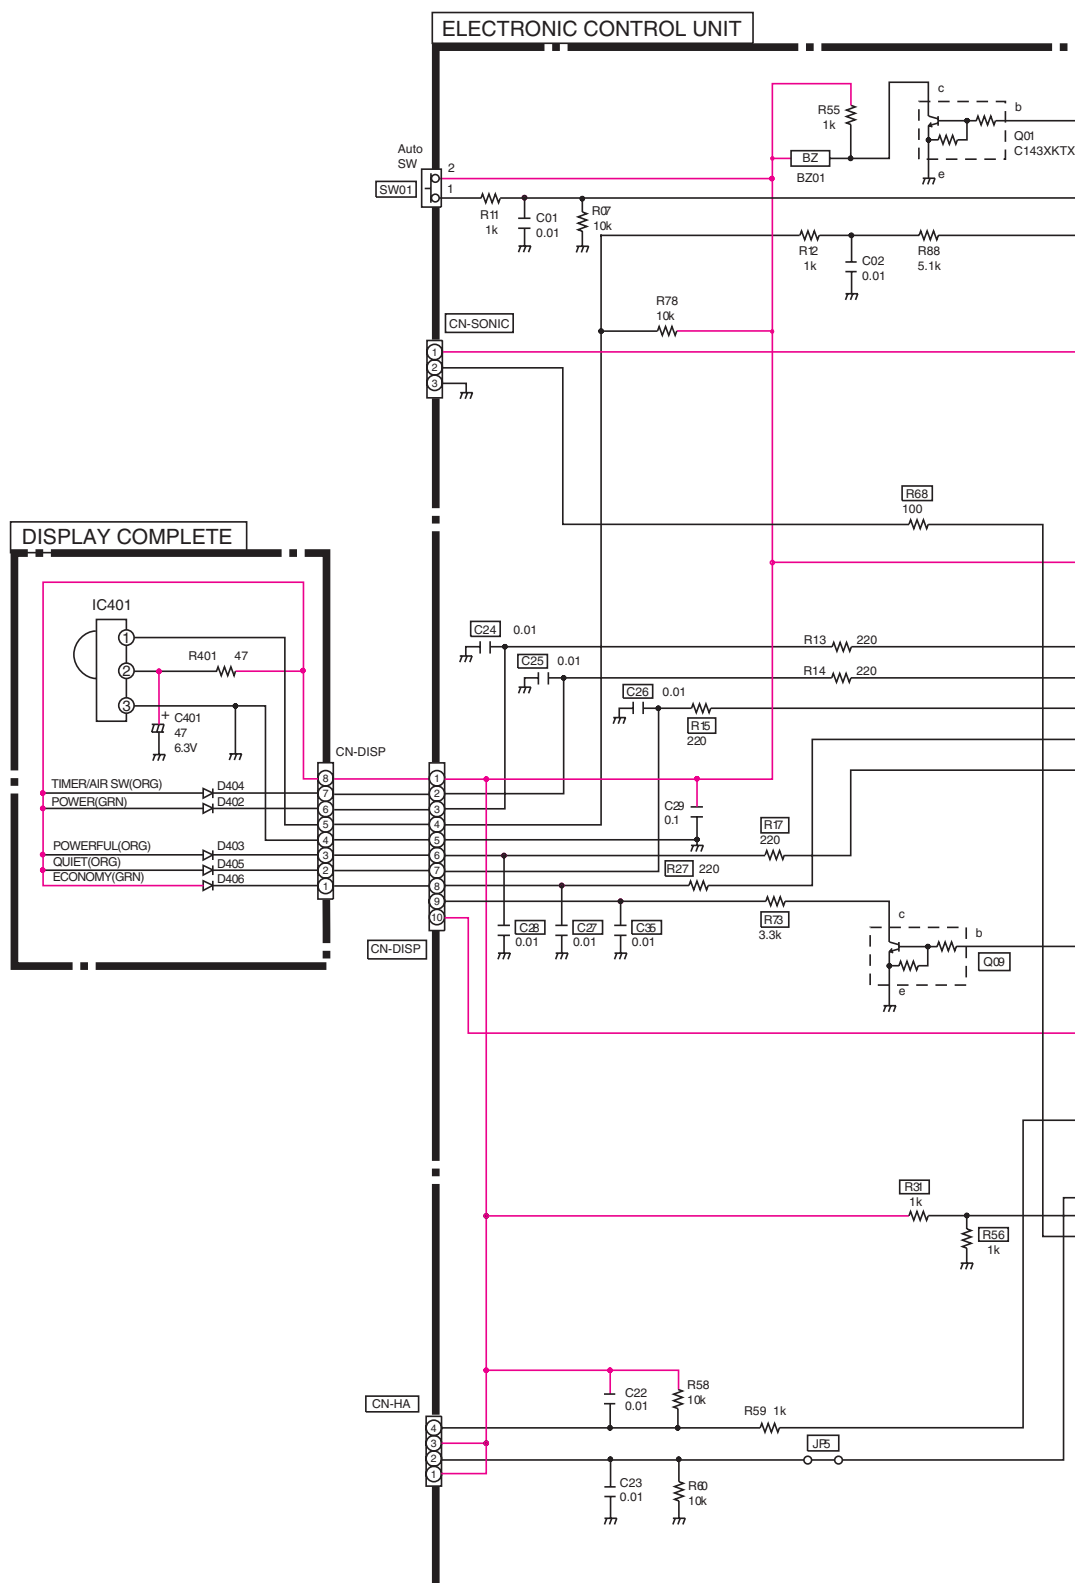 ELECTRONIC CONTROL UNIT
R55
1k
c
b
Q01
C143XKTX
BZ
BZ01
e
Auto
SW
SW01
2
1
R11
1k
C01
0.01
R07
10k
R12
1k
C02
0.01
R88
5.1k
R78
10k
CN-SONIC
1
2
3
R68
100
DISPLAY COMPLETE
IC401
1
2
3
R401 47
+ C401
47
6.3V
C24 0.01
C25 0.01
C26 0.01
R13 220
R14 220
R15
220
CN-DISP
TIMER/AIR SW(ORG) D404
POWER(GRN) D402
POWERFUL(ORG) D403
QUIET(ORG) D405
ECONOMY(GRN) D406
8
7
6
5
4
3
2
1
1
2
3
4
5
6
7
8
9
10
C29
0.1
R17
220
R27 220
C28
0.01
C27
0.01
C35
0.01
R73
3.3k
CN-DISP
c
b
Q09
e
R31
1k
R56
1k
CN-HA
4
3
2
1
C22
0.01
R58
10k
R59 1k
JP5
C23
0.01
R60
10k